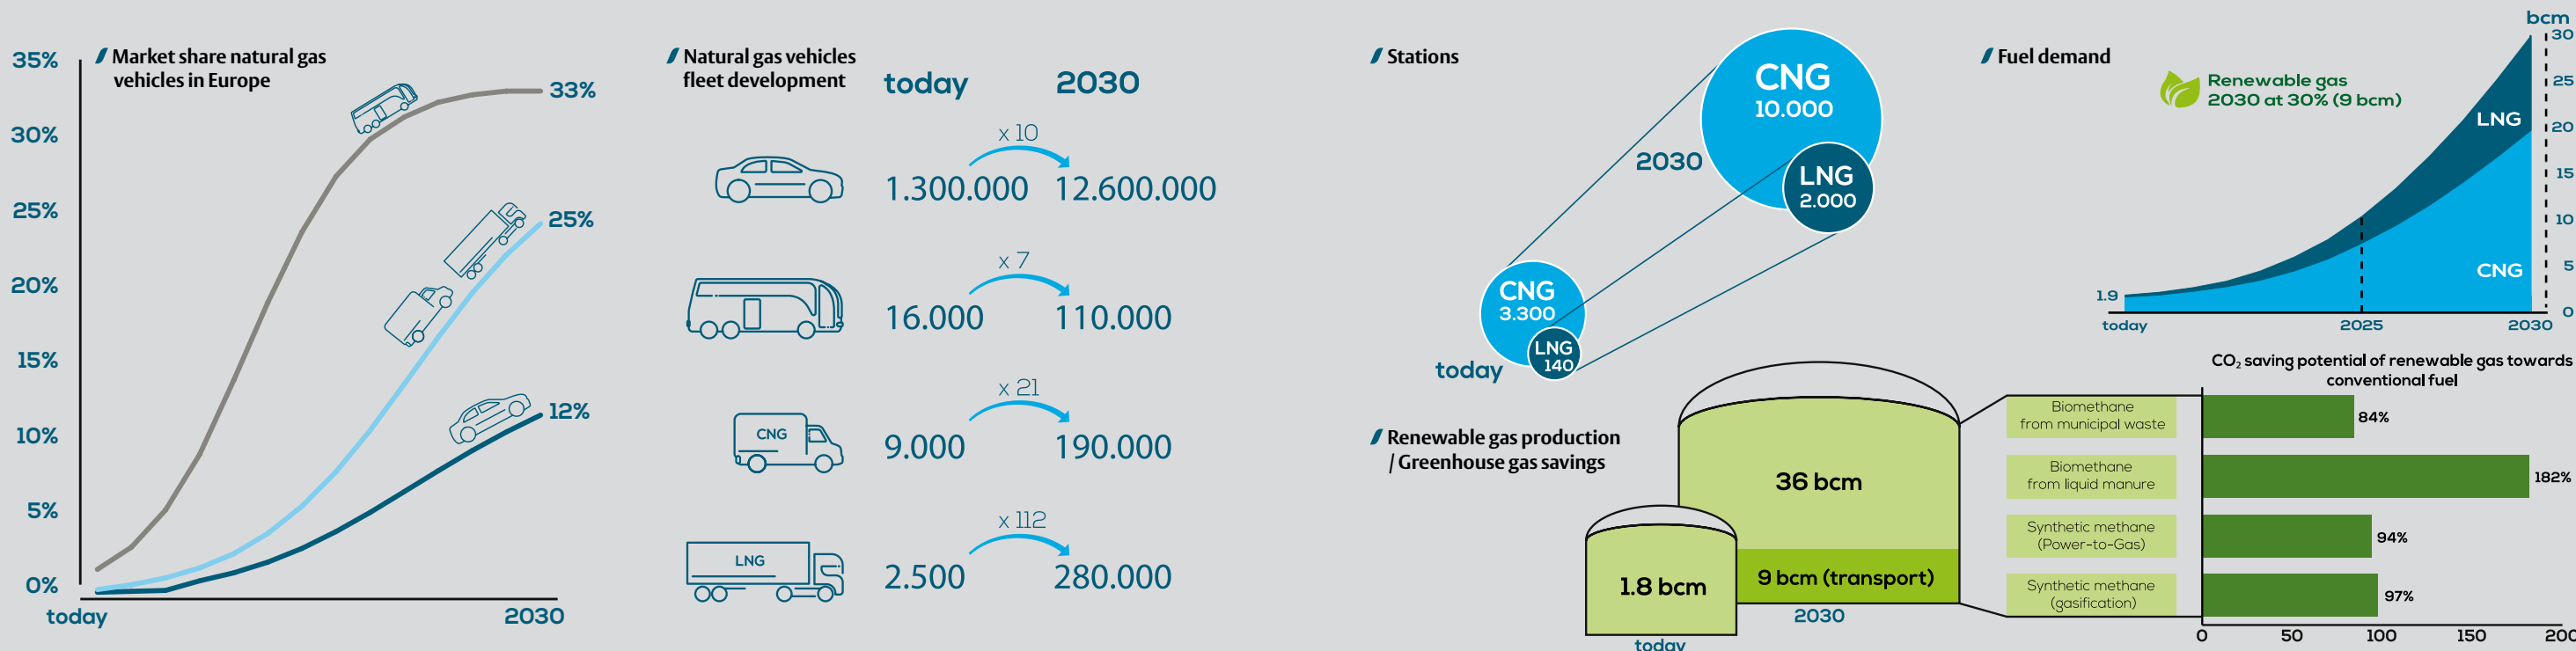 Market share natural gas
vehicles in Europe
35%
30%
25%
20%
15%
10%
5%
0%
33%
25%
12%
today
2030
Natural gas vehicles
fleet development
today
2030
x 10
1.300.000
12.600.000
x 7
16.000
110.000
CNG
x 21
9.000
190.000
LNG
x 112
2.500
280.000
Stations
CNG
10.000
LNG
2.000
2030
CNG
3.300
LNG
140
today
Fuel demand
Renewable gas
2030 at 30% (9 bcm)
bcm
30
25
20
15
10
5
0
LNG
CNG
1.9
today
2025
2030
Renewable gas production
/ Greenhouse gas savings
36 bcm
9 bcm (transport)
2030
1.8 bcm
today
CO₂ saving potential of renewable gas towards
conventional fuel
Biomethane
from municipal waste
84%
Biomethane
from liquid manure
182%
Synthetic methane
(Power-to-Gas)
94%
Synthetic methane
(gasification)
97%
0
50
100
150
200